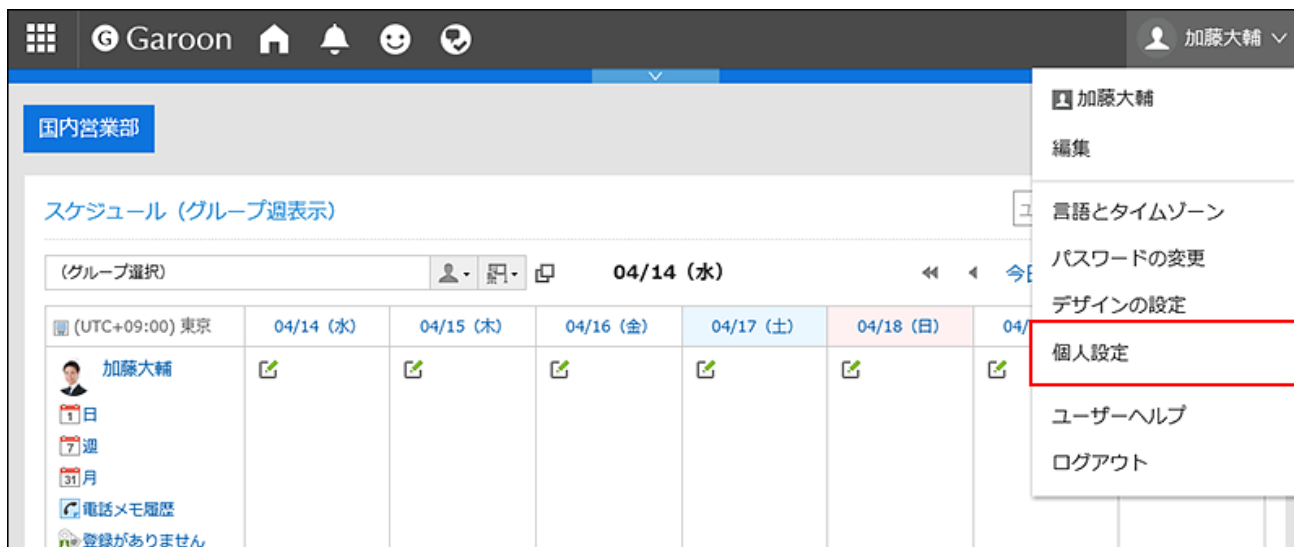 Garoon
加藤大輔
加藤大輔
編集
言語とタイムゾーン
パスワードの変更
デザインの設定
個人設定
ユーザーヘルプ
ログアウト
国内営業部
スケジュール（グループ週表示）
（グループ選択） 04/14（水）
(UTC+09:00) 東京 04/14（水） 04/15（木） 04/16（金） 04/17（土） 04/18（日） 04/
加藤大輔
1 日
7 週
31 月
電話メモ履歴
登録がありません